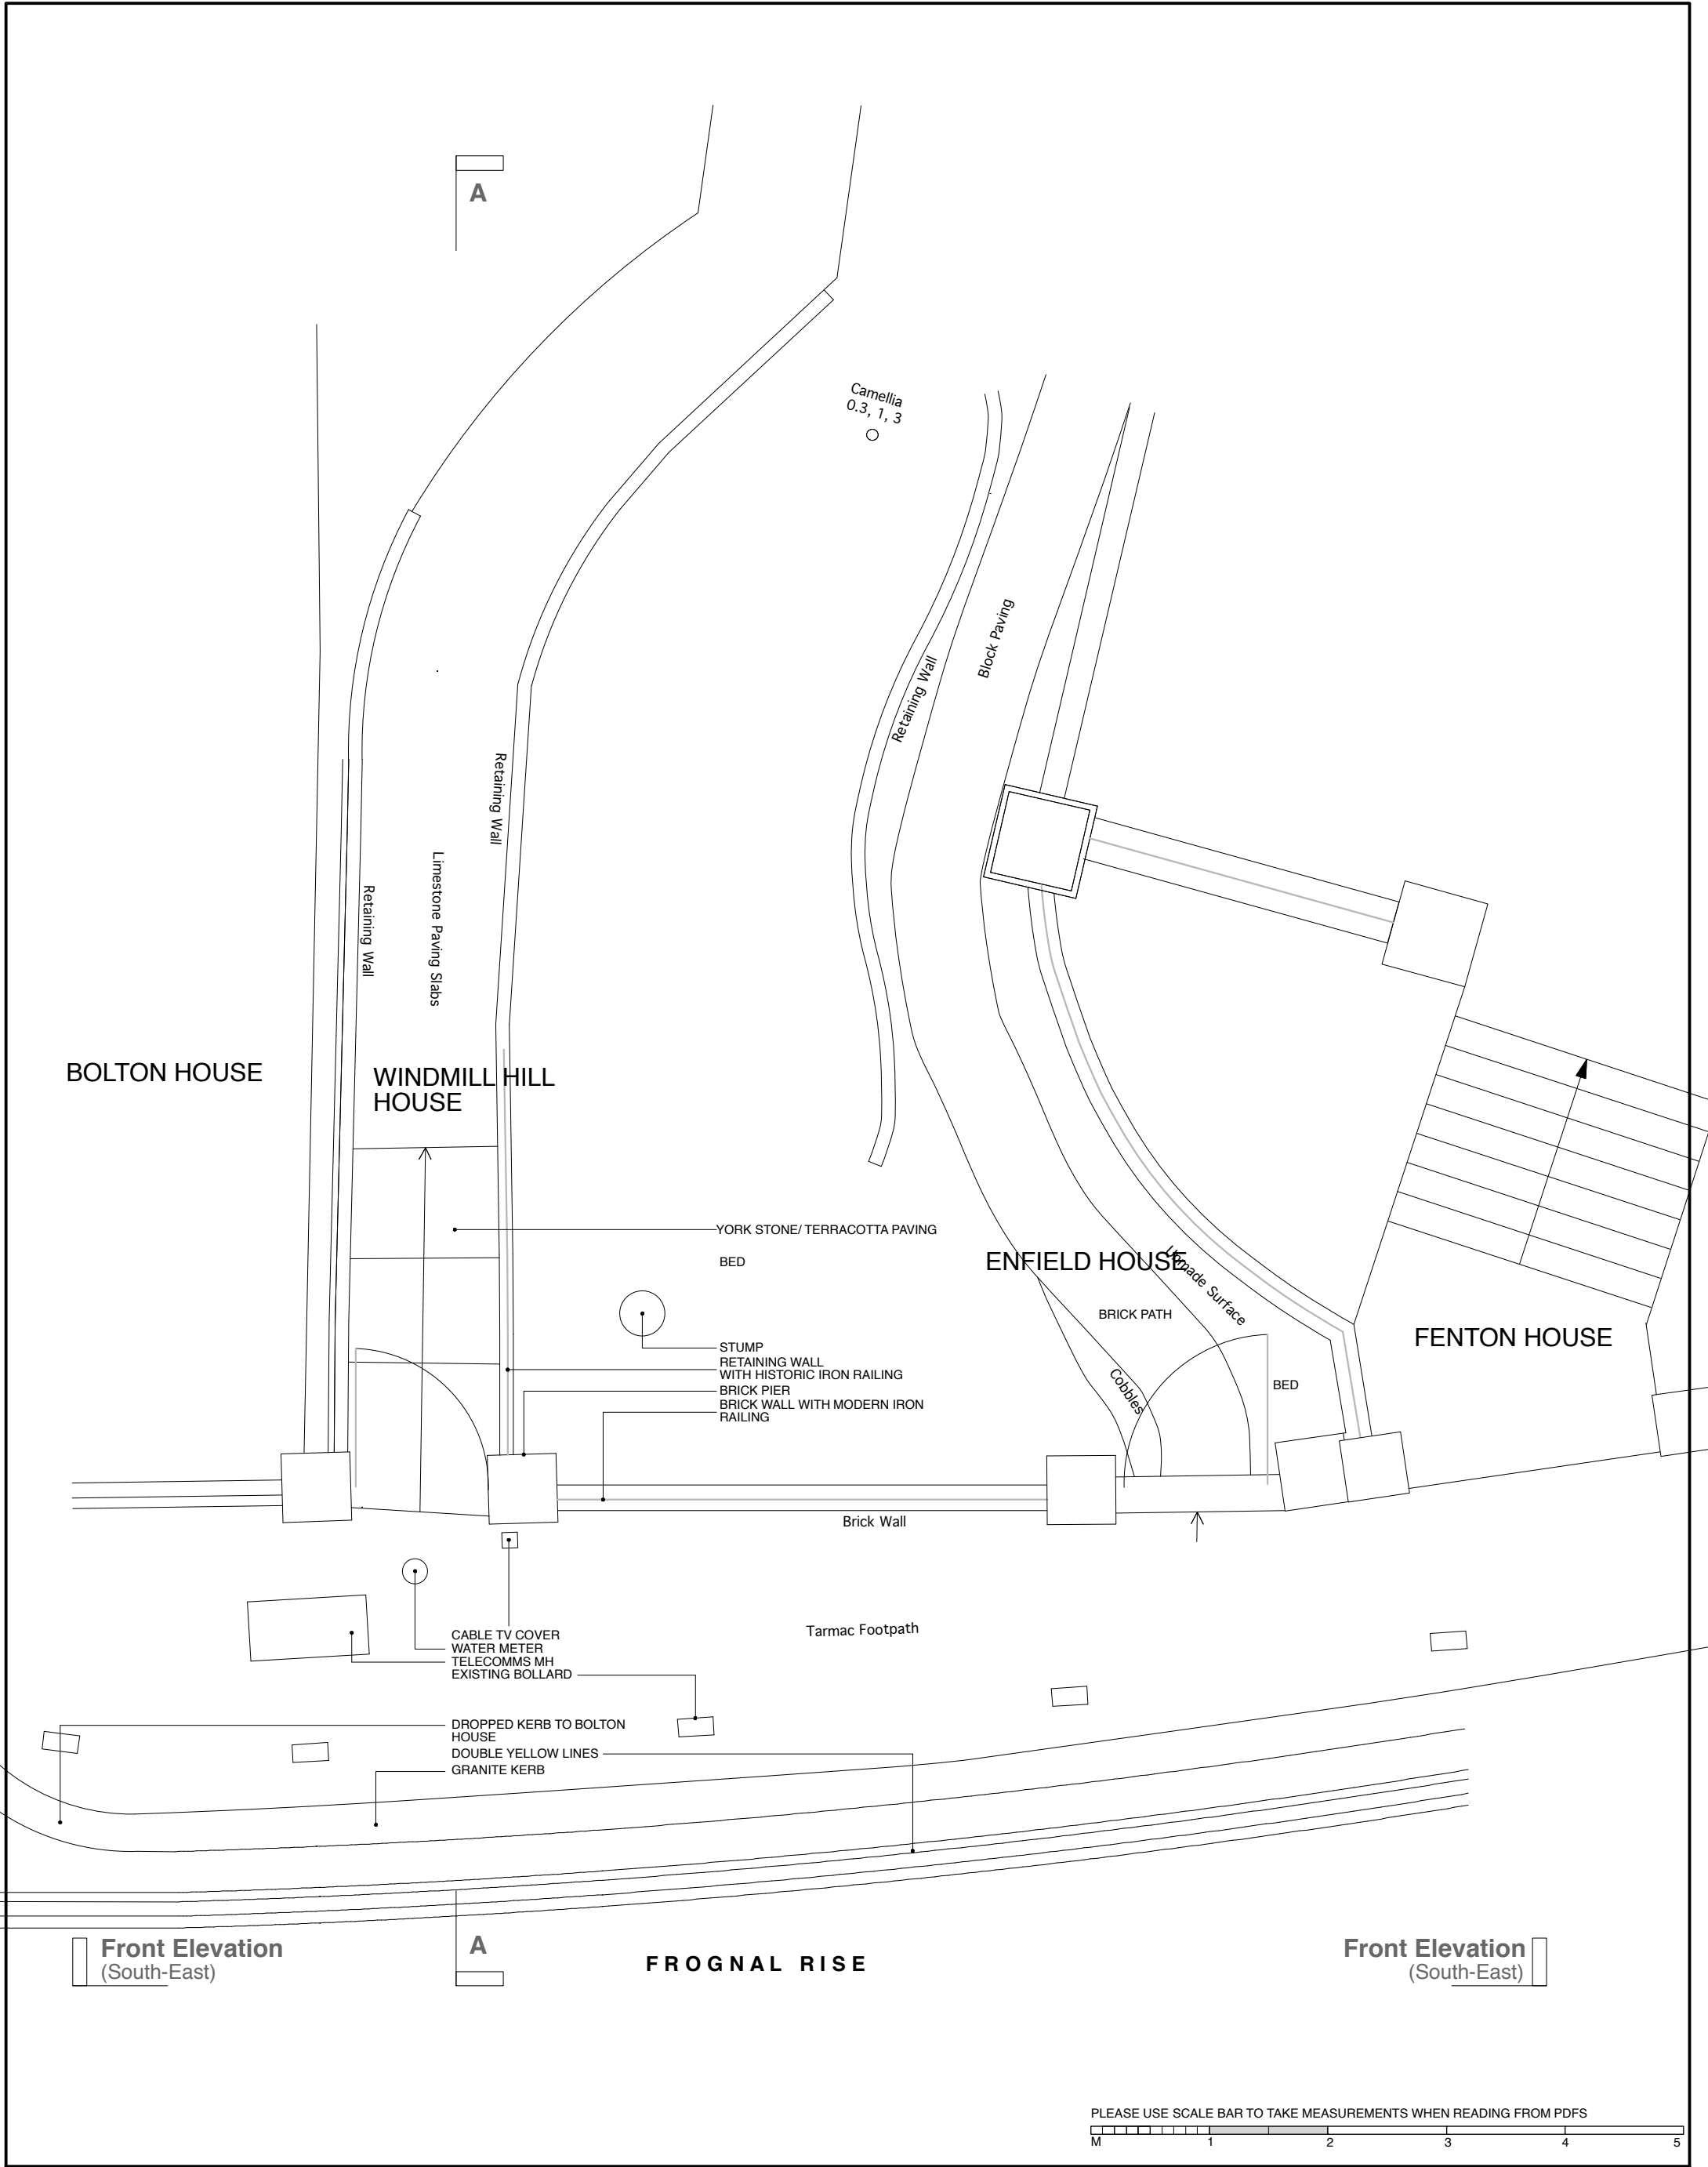 A
Camellia
0.3, 1, 3
Block Paving
Retaining Wall
Retaining Wall
Limestone Paving Slabs
Retaining Wall
BOLTON HOUSE
WINDMILL HILL
HOUSE
YORK STONE/ TERRACOTTA PAVING
BED
ENFIELD HOUSE
Unmade Surface
BRICK PATH
FENTON HOUSE
STUMP
RETAINING WALL
WITH HISTORIC IRON RAILING
BRICK PIER
BRICK WALL WITH MODERN IRON
RAILING
Cobbles
BED
Brick Wall
Tarmac Footpath
CABLE TV COVER
WATER METER
TELECOMMS MH
EXISTING BOLLARD
DROPPED KERB TO BOLTON
HOUSE
DOUBLE YELLOW LINES
GRANITE KERB
Front Elevation
(South-East)
A
FROGNAL RISE
Front Elevation
(South-East)
PLEASE USE SCALE BAR TO TAKE MEASUREMENTS WHEN READING FROM PDFS
M 1 2 3 4 5